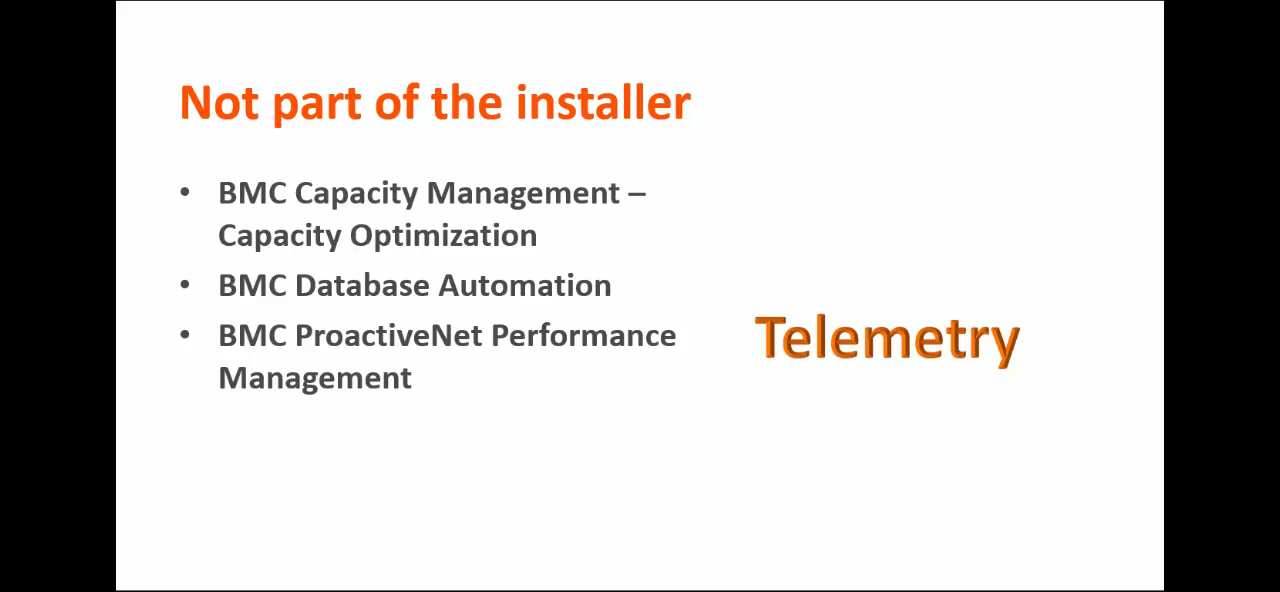 Not part of the installer
• BMC Capacity Management –
Capacity Optimization
• BMC Database Automation
• BMC ProactiveNet Performance
Management
Telemetry